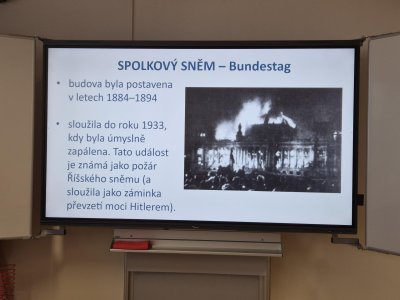 SPOLKOVÝ SNĚM – Bundestag
• budova byla postavena
v letech 1884–1894
• sloužila do roku 1933,
kdy byla úmyslně
zapálena. Tato událost
je známá jako požár
Říšského sněmu (a
sloužila jako záminka
převzetí moci Hitlerem).